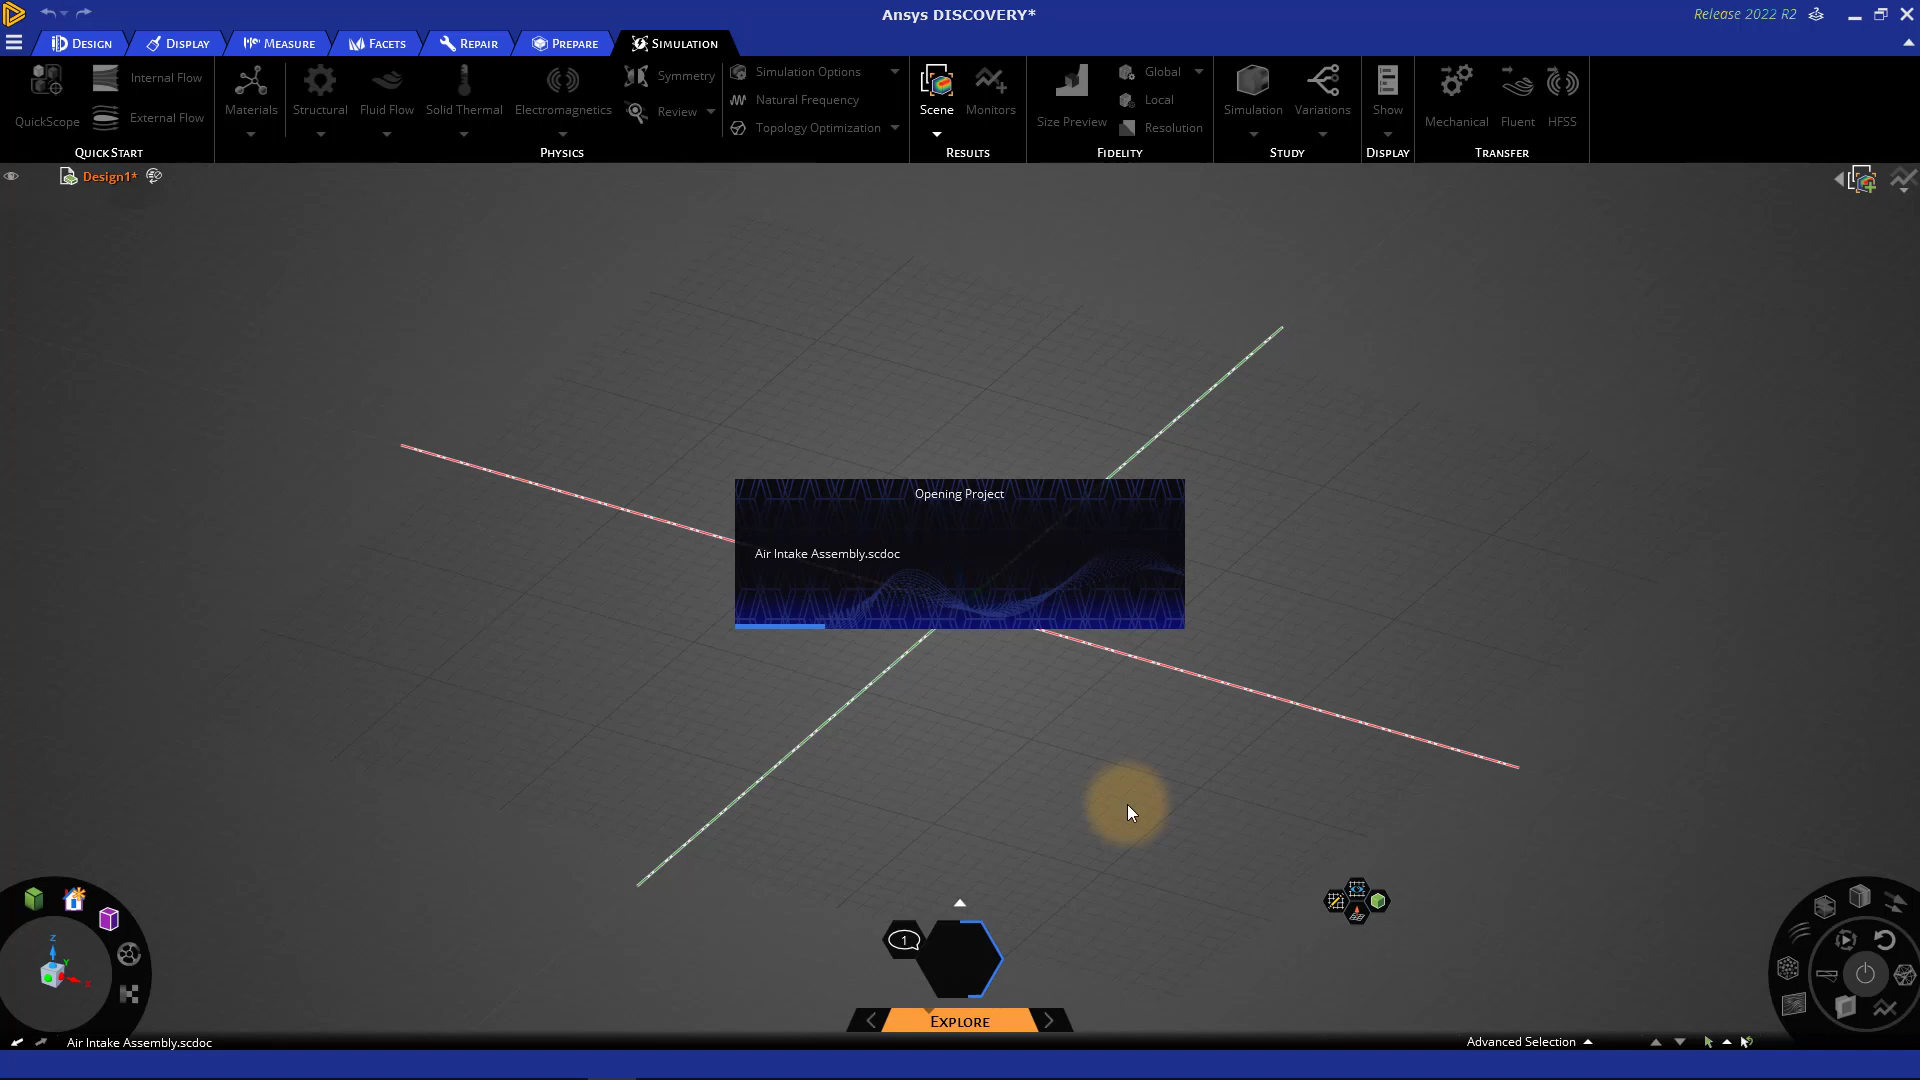 Ansys DISCOVERY*
Release 2022 R2
DESIGN
DISPLAY
MEASURE
FACETS
REPAIR
PREPARE
SIMULATION
QuickScope
Internal Flow
External Flow
QUICK START
Materials
Structural
Fluid Flow
Solid Thermal
Electromagnetics
Symmetry
Review
Simulation Options
Natural Frequency
Topology Optimization
PHYSICS
Scene
Monitors
RESULTS
Size Preview
Global
Local
Resolution
FIDELITY
Simulation
Variations
STUDY
Show
DISPLAY
Mechanical
Fluent
HFSS
TRANSFER
Design1*
Opening Project
Air Intake Assembly.scdoc
Z
Y
X
1
EXPLORE
Air Intake Assembly.scdoc
Advanced Selection